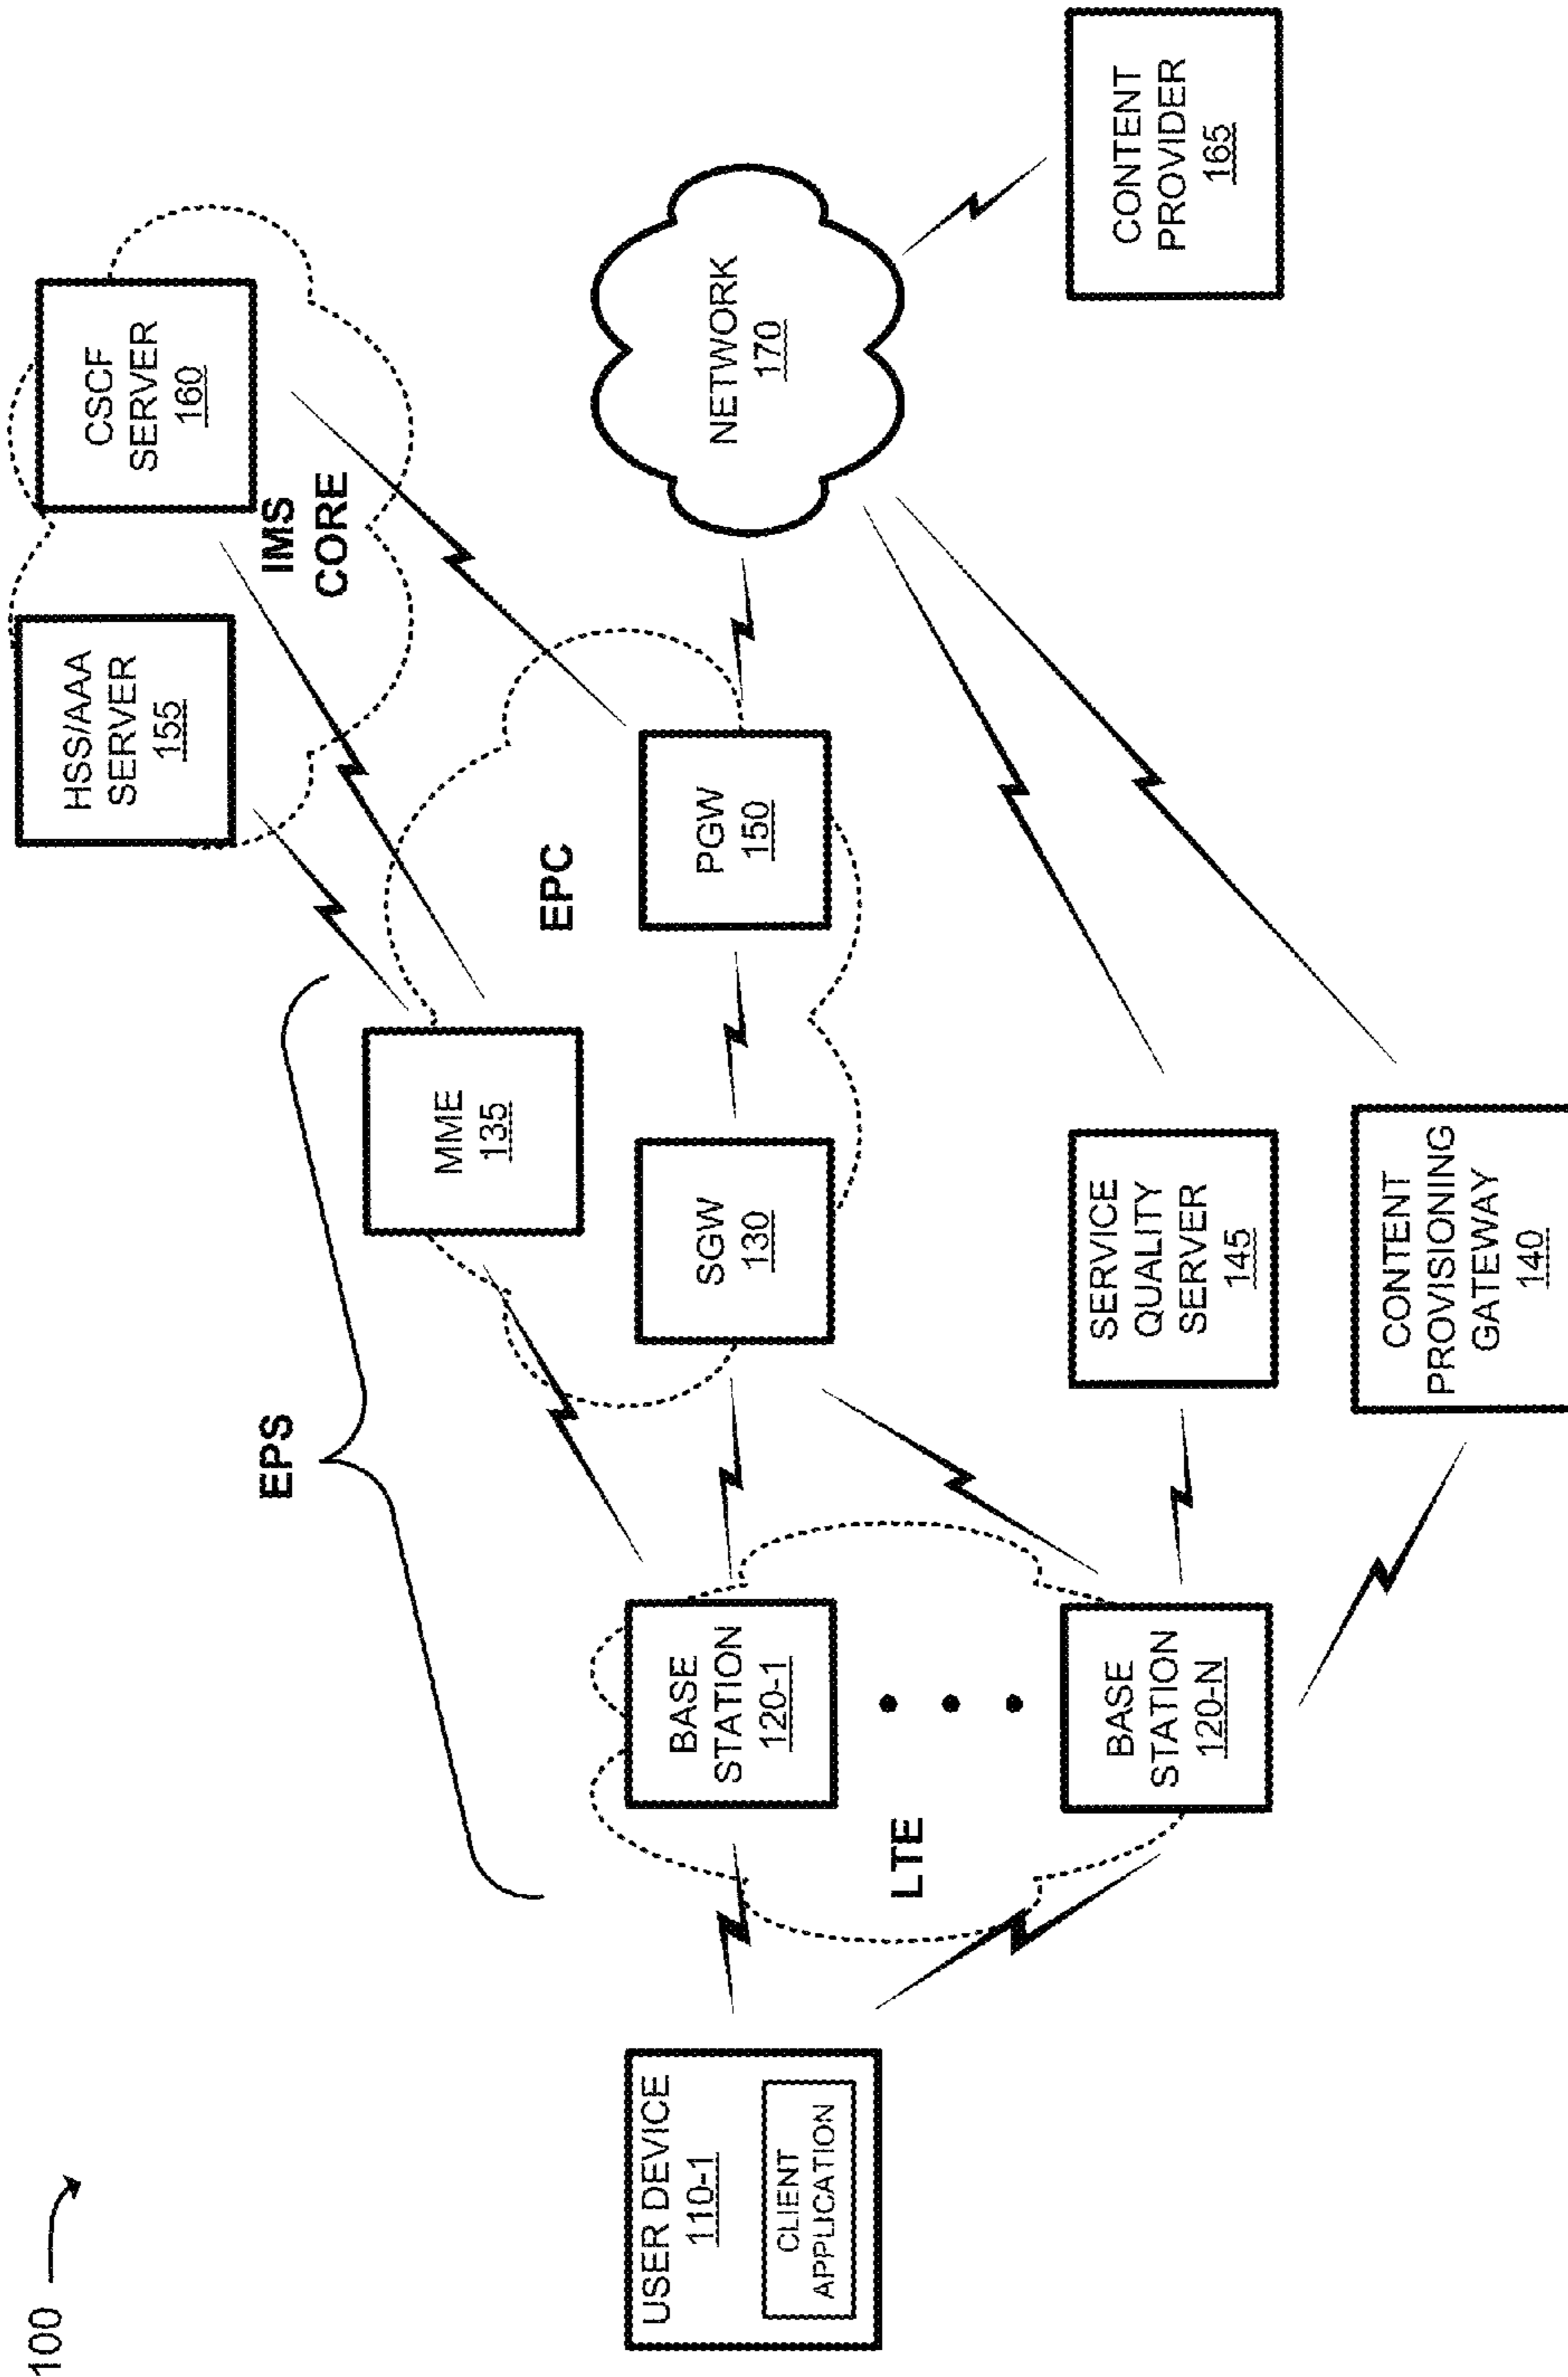 100
EPS
IMS
CORE
HSS/AAA
SERVER
155
CSCF
SERVER
160
MME
135
EPC
USER DEVICE
110-1
CLIENT
APPLICATION
BASE
STATION
120-1
SGW
130
PGW
150
NETWORK
170
LTE
BASE
STATION
120-N
SERVICE
QUALITY
SERVER
145
CONTENT
PROVIDER
165
CONTENT
PROVISIONING
GATEWAY
140